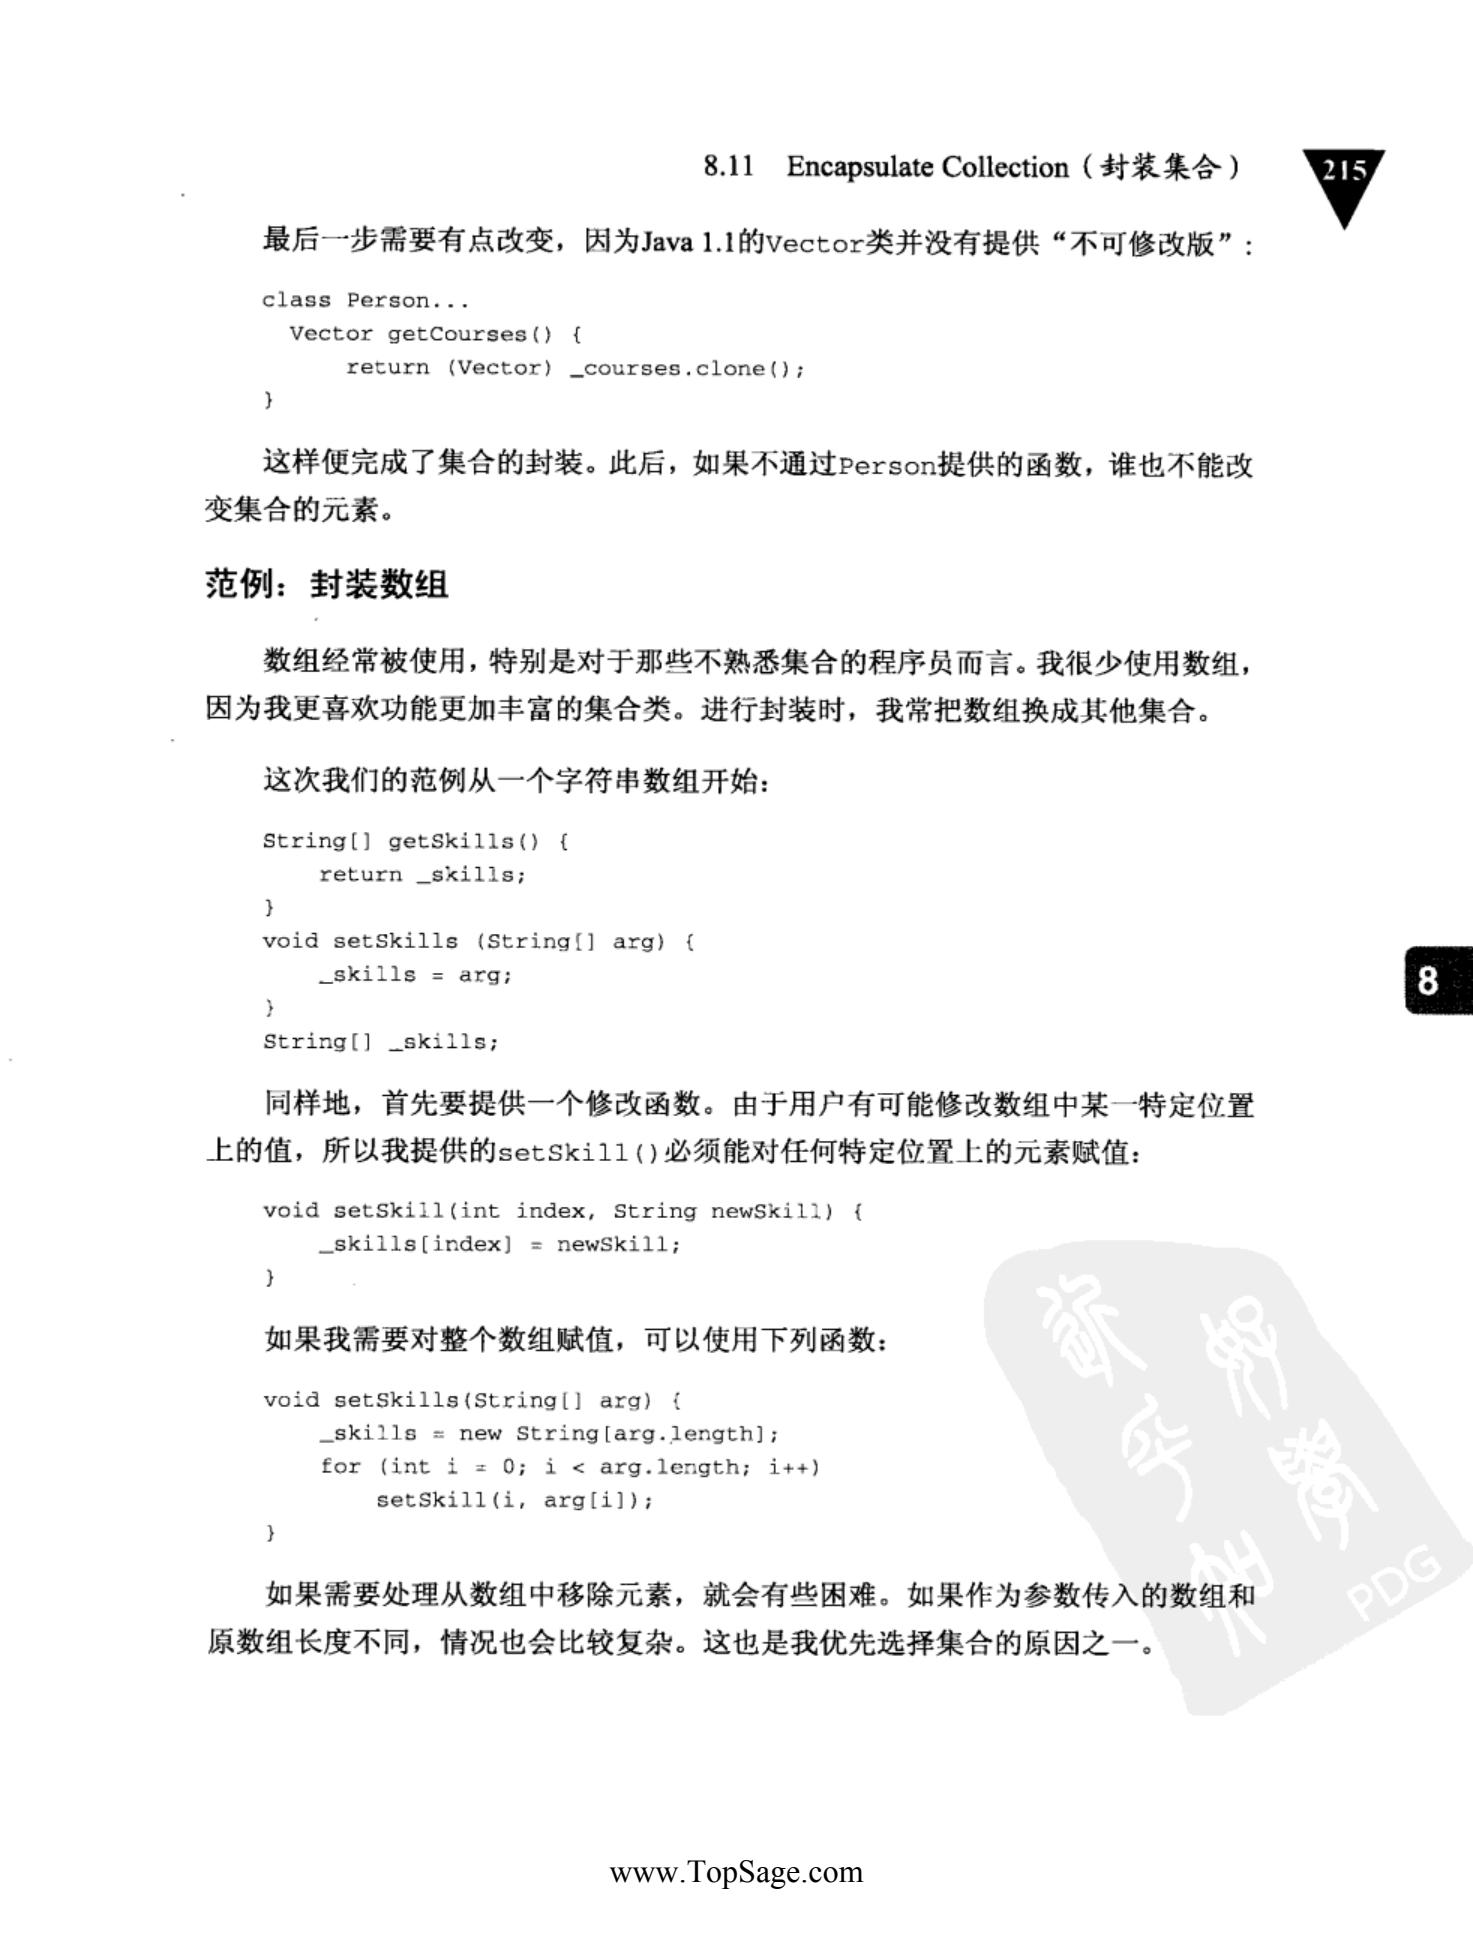 8.11 Encapsulate Collection（封装集合） 215
最后一步需要有点改变，因为Java 1.1的Vector类并没有提供“不可修改版”:
class Person...
Vector getCourses() {
return (Vector) _courses.clone();
}
这样便完成了集合的封装。此后，如果不通过Person提供的函数，谁也不能改
变集合的元素。
范例：封装数组
数组经常被使用，特别是对于那些不熟悉集合的程序员而言。我很少使用数组，
因为我更喜欢功能更加丰富的集合类。进行封装时，我常把数组换成其他集合。
这次我们的范例从一个字符串数组开始：
String[] getSkills() {
return _skills;
}
void setSkills (String[] arg) {
_skills = arg;
}
String[] _skills;
8
同样地，首先要提供一个修改函数。由于用户有可能修改数组中某一特定位置
上的值，所以我提供的setSkill()必须能对任何特定位置上的元素赋值：
void setSkill(int index, String newSkill) {
_skills[index] = newSkill;
}
如果我需要对整个数组赋值，可以使用下列函数：
void setSkills(String[] arg) {
_skills = new String[arg.length];
for (int i = 0; i < arg.length; i++)
setSkill(i, arg[i]);
}
如果需要处理从数组中移除元素，就会有些困难。如果作为参数传入的数组和
原数组长度不同，情况也会比较复杂。这也是我优先选择集合的原因之一。
PDG
www.TopSage.com